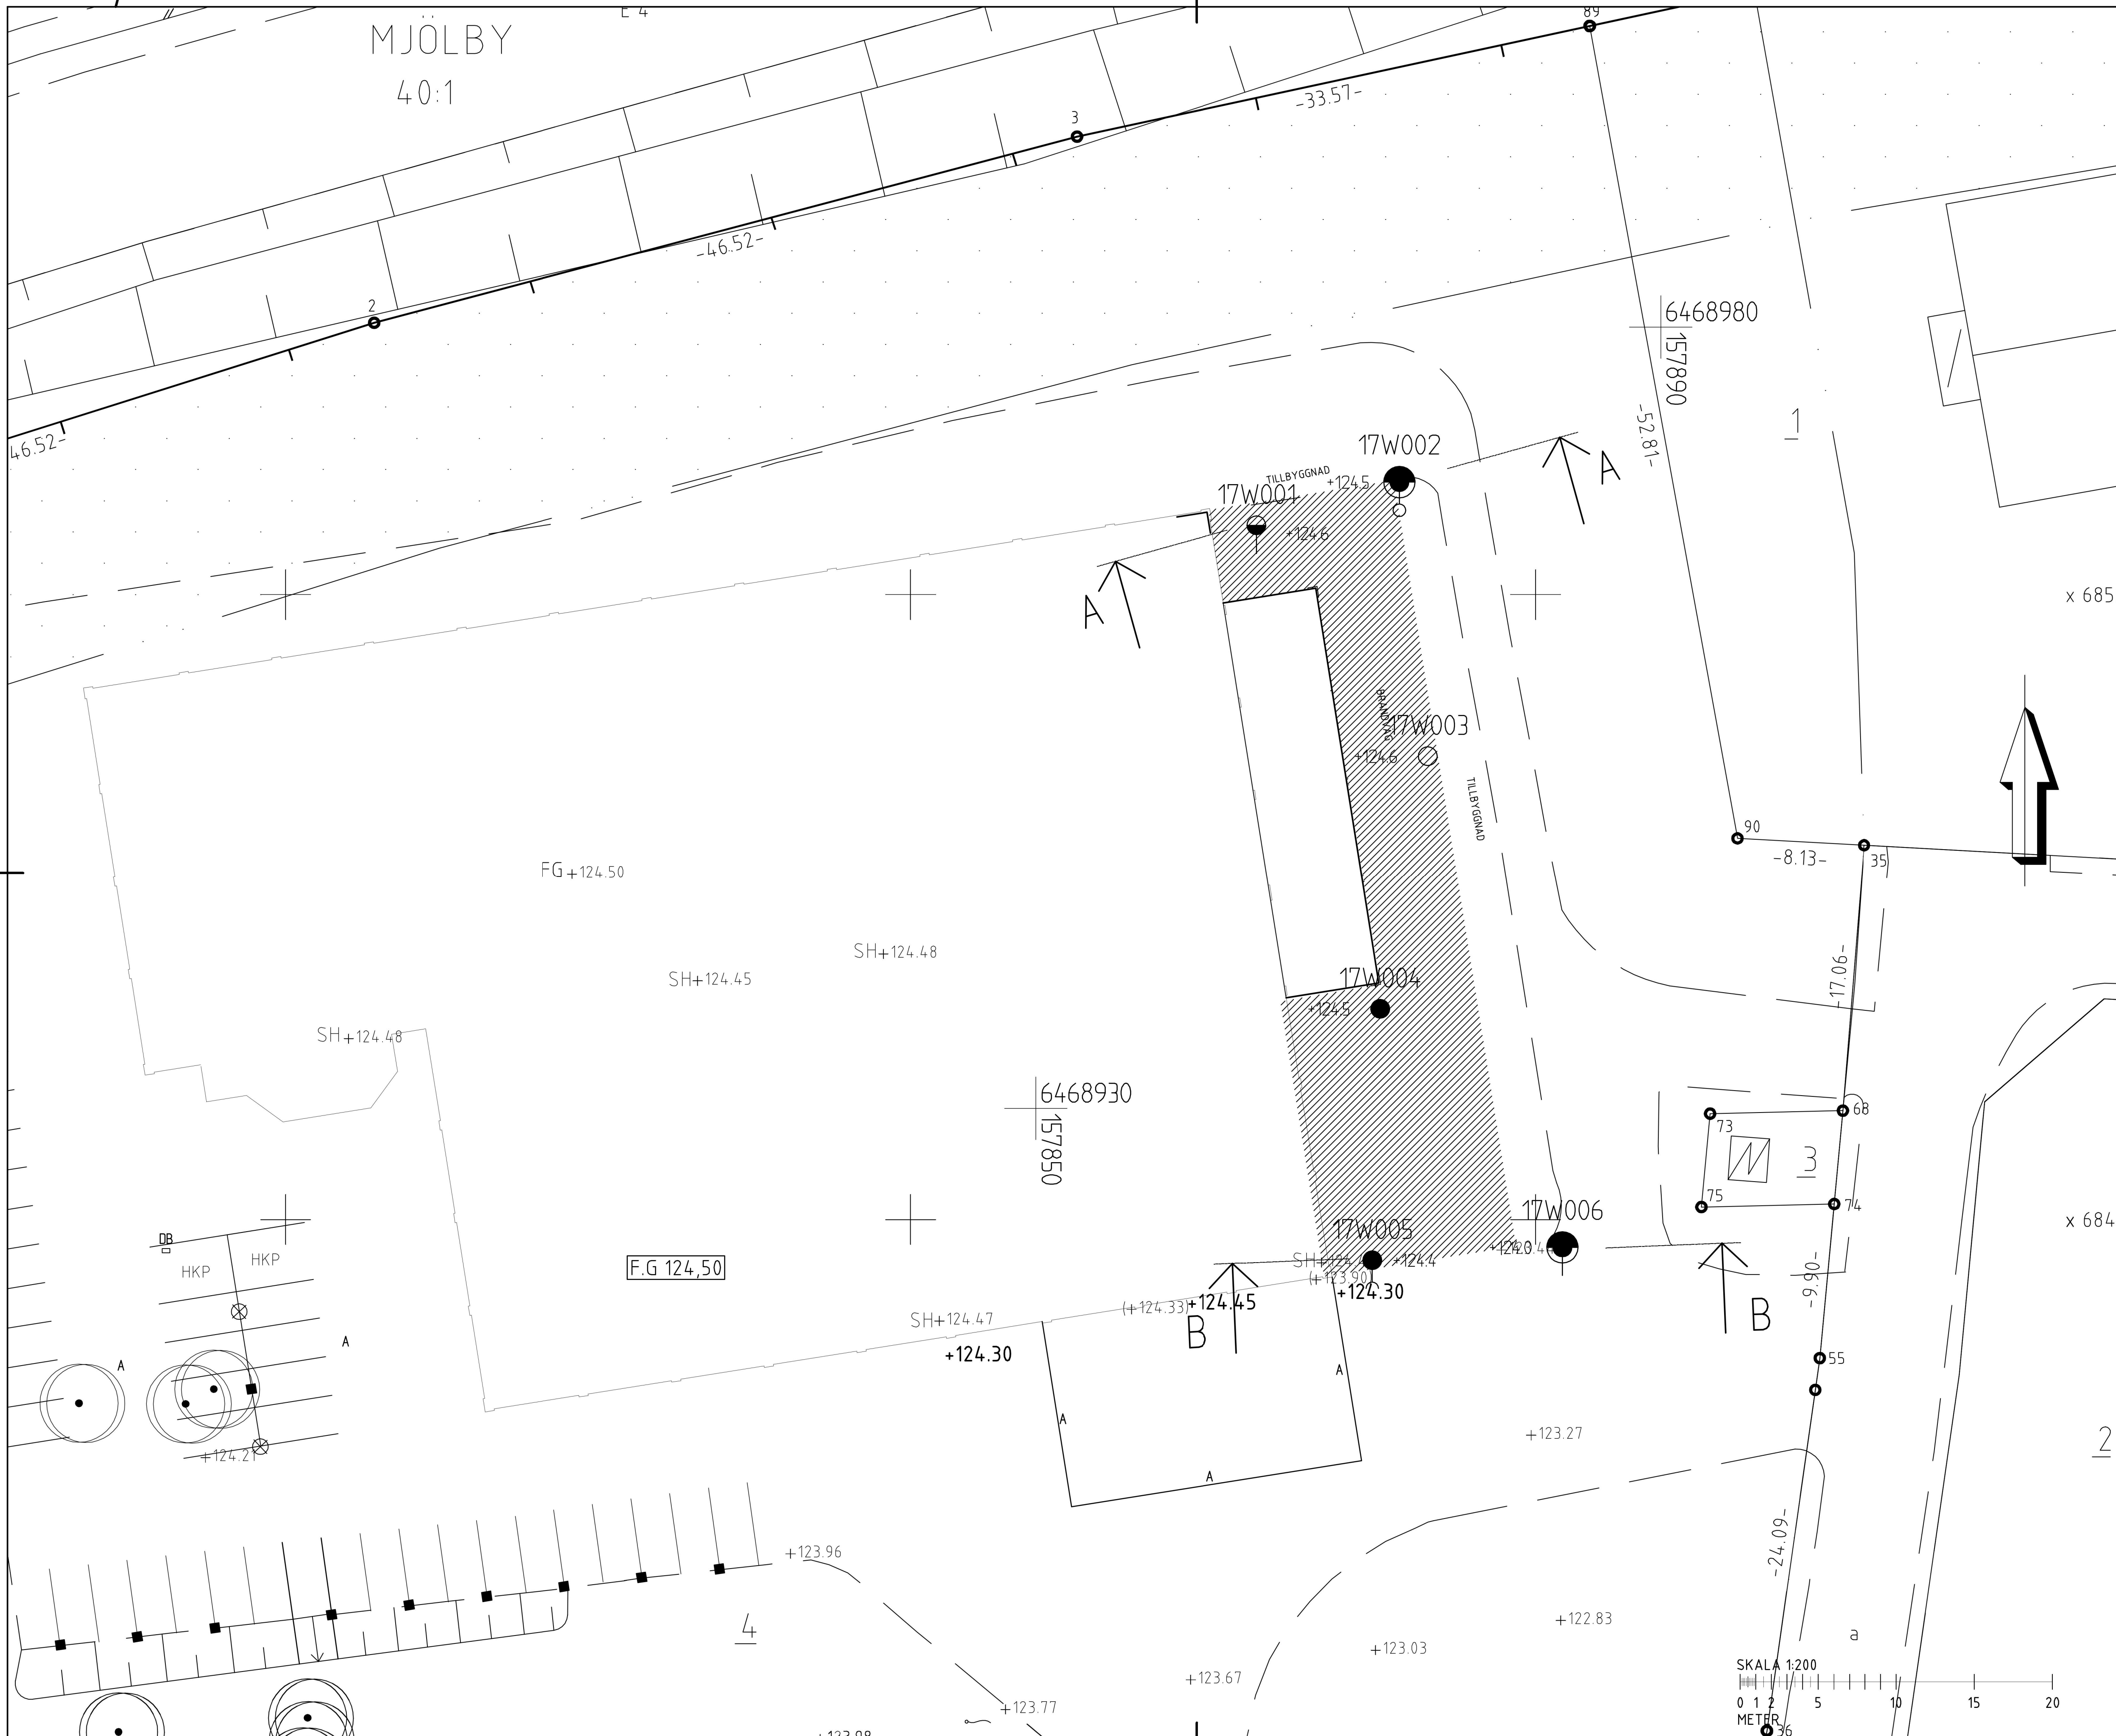 MJÖLBY
40:1
E 4
89
3
-33.57-
-46.52-
2
46.52-
6468980
157890
1
-52.81-
17W002
TILLBYGGNAD
+124.5
17W001
+124.6
A
A
x 685
BRANDVÄG
17W003
+124.6
TILLBYGGNAD
90
-8.13-
35
FG+124.50
SH+124.48
SH+124.45
SH+124.48
17W004
+124.5
-17.06-
6468930
157850
68
73
3
75
74
17W006
x 684
17W005
+124.4
DB
HKP
HKP
F.G 124,50
(+123.90)
+124.30
+124.45
(+124.33)
B
B
-9.90-
SH+124.47
+124.30
A
A
A
A
A
55
+124.21
+123.27
2
-24.09-
+123.96
4
+122.83
+123.03
a
+123.67
+123.77
SKALA 1:200
0 1 2 5 10 15 20
METER
36